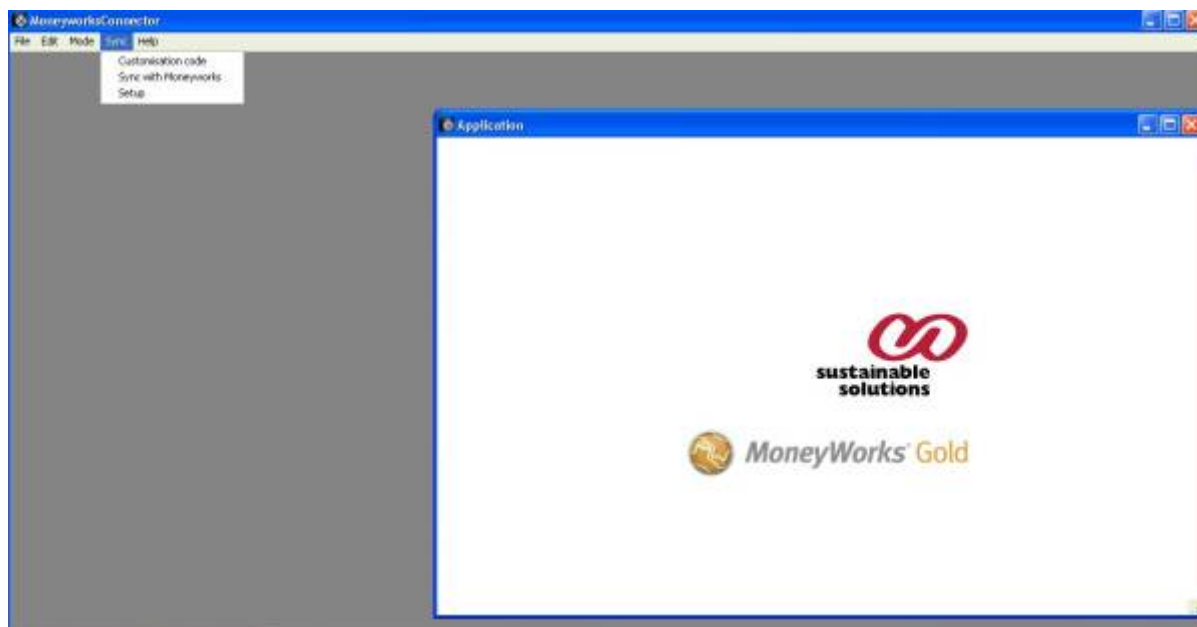 MoneyworksConnector
File Edit Mode Sync Help
Customisation code
Sync with Moneyworks
Setup
Application
sustainable
solutions
MoneyWorks® Gold